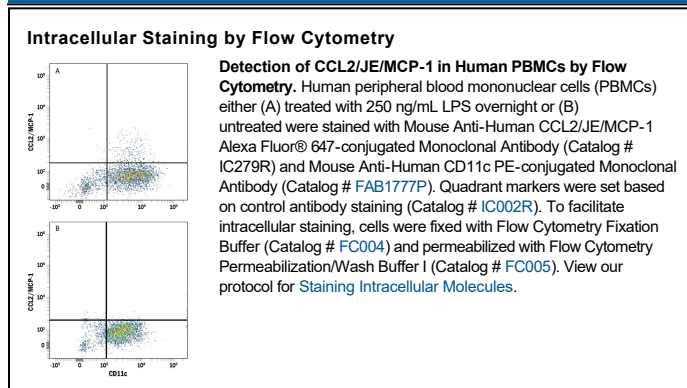 Intracellular Staining by Flow Cytometry
Detection of CCL2/JE/MCP-1 in Human PBMCs by Flow
Cytometry. Human peripheral blood mononuclear cells (PBMCs)
either (A) treated with 250 ng/mL LPS overnight or (B)
untreated were stained with Mouse Anti-Human CCL2/JE/MCP-1
Alexa Fluor® 647-conjugated Monoclonal Antibody (Catalog #
IC279R) and Mouse Anti-Human CD11c PE-conjugated Monoclonal
Antibody (Catalog # FAB1777P). Quadrant markers were set based
on control antibody staining (Catalog # IC002R). To facilitate
intracellular staining, cells were fixed with Flow Cytometry Fixation
Buffer (Catalog # FC004) and permeabilized with Flow Cytometry
Permeabilization/Wash Buffer I (Catalog # FC005). View our
protocol for Staining Intracellular Molecules.
A
CCL2/MCP-1
B
CCL2/MCP-1
CD11c